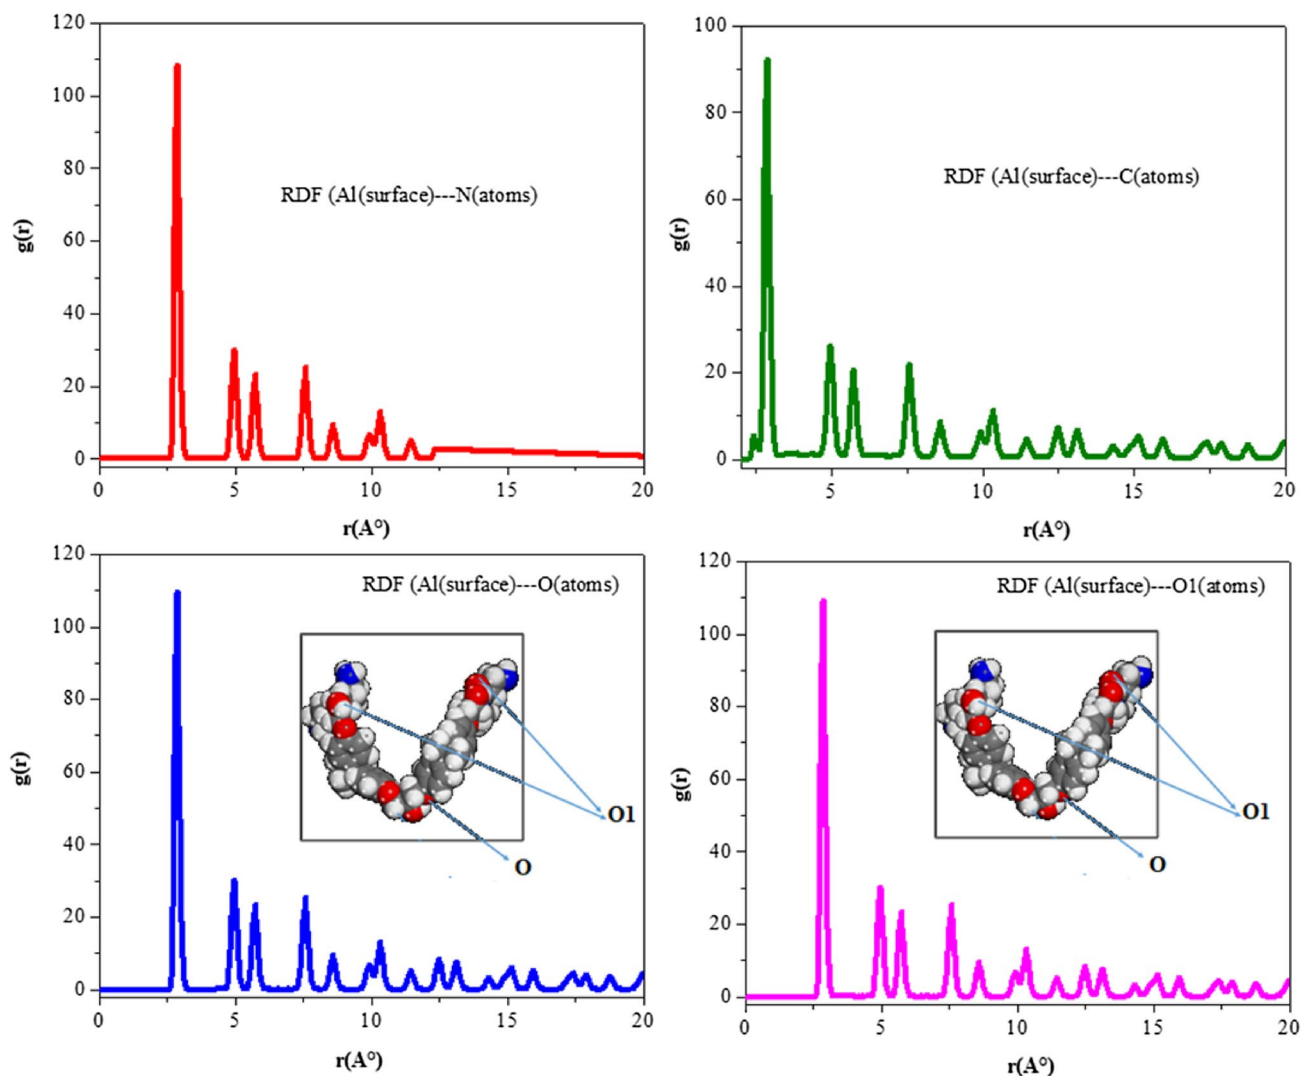 120
100
80
60
40
20
0
g(r)
RDF (Al(surface)---N(atoms)
0 5 10 15 20
r(A°)
100
80
60
40
20
0
g(r)
RDF (Al(surface)---C(atoms)
5 10 15 20
r(A°)
120
100
80
60
40
20
0
g(r)
RDF (Al(surface)---O(atoms)
O1
O
0 5 10 15 20
r(A°)
120
100
80
60
40
20
0
g(r)
RDF (Al(surface)---O1(atoms)
O1
O
0 5 10 15 20
r(A°)